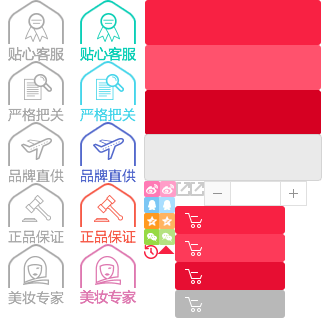 贴心客服 贴心客服
严格把关 严格把关
品牌直供 品牌直供
正品保证 正品保证
美妆专家 美妆专家